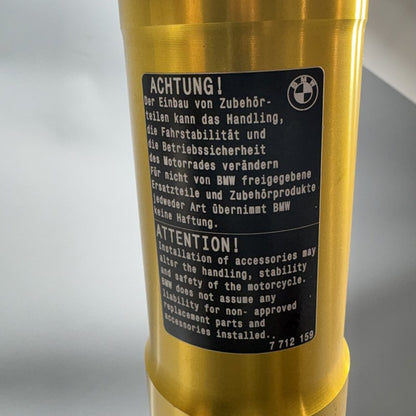 ACHTUNG!
BMW
Der Einbau von Zubehör-
teilen kann das Handling,
die Fahrstabilität und
die Betriebssicherheit
des Motorrades verändern
Für nicht von BMW freigegebene
Ersatzteile und Zubehörprodukte
jedweder Art übernimmt BMW
keine Haftung.
ATTENTION!
Installation of accessories may
alter the handling, stability
and safety of the motorcycle.
BMW does not assume any
liability for non- approved
replacement parts and
accessories installed..
7 712 159